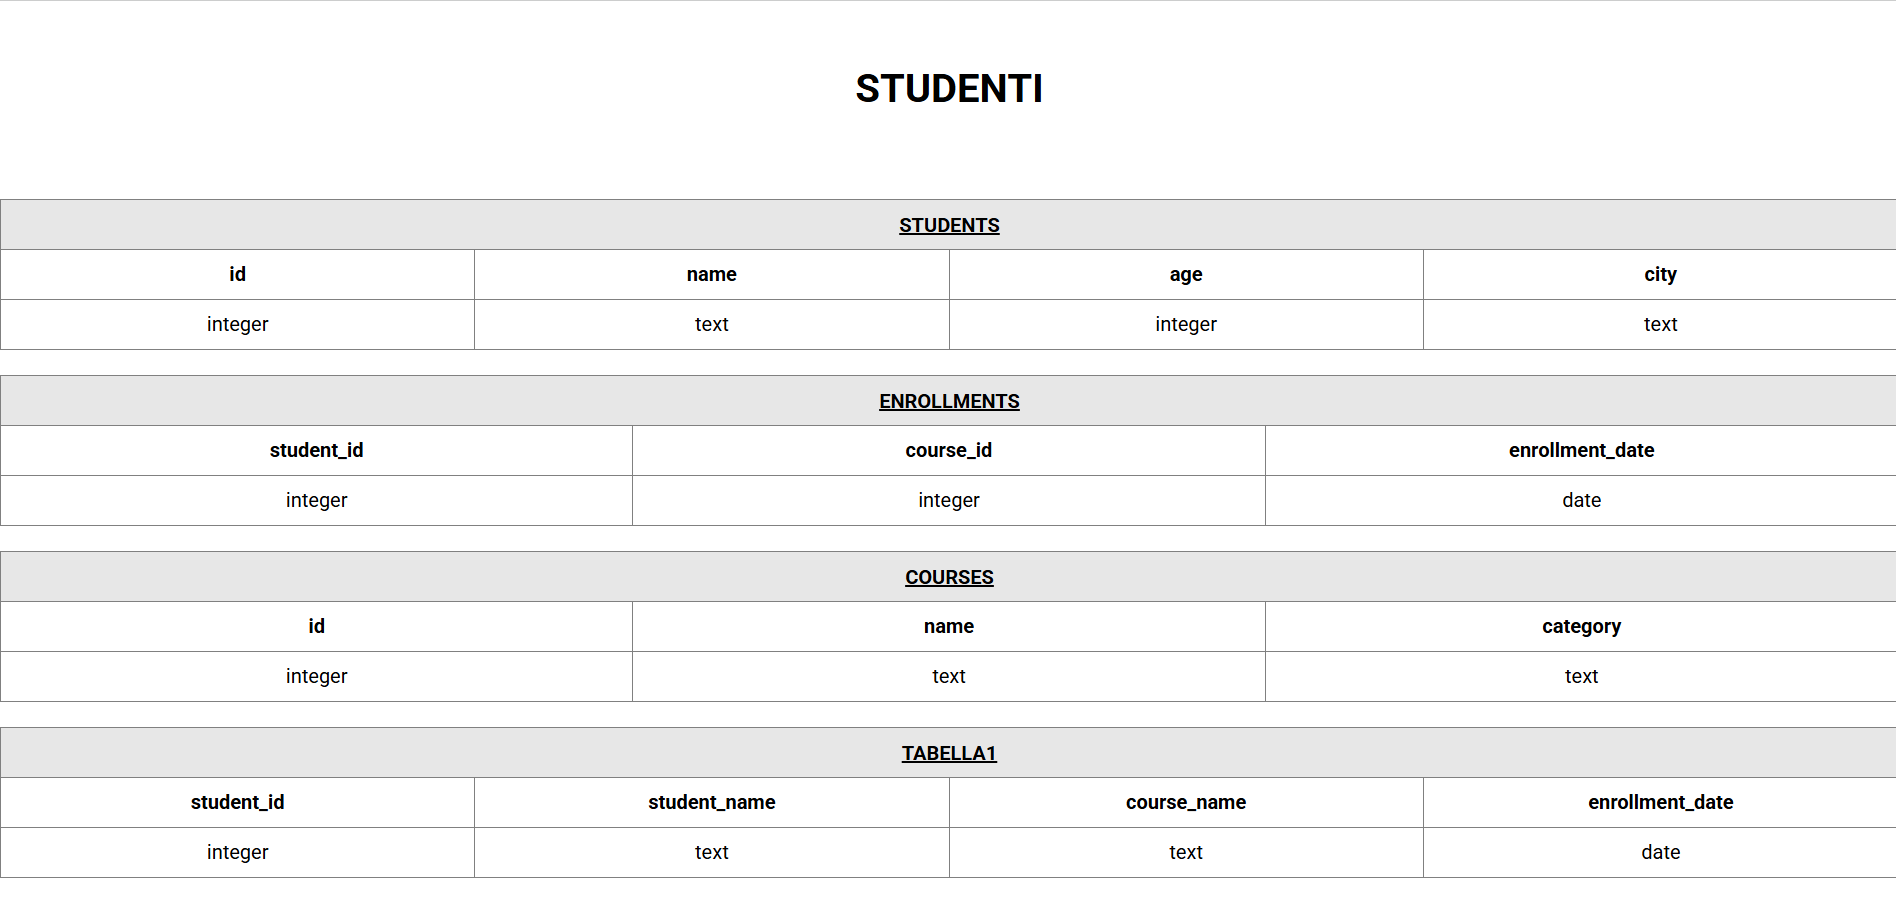 STUDENTI
STUDENTS
id name age city
integer text integer text
ENROLLMENTS
student_id course_id enrollment_date
integer integer date
COURSES
id name category
integer text text
TABELLA1
student_id student_name course_name enrollment_date
integer text text date